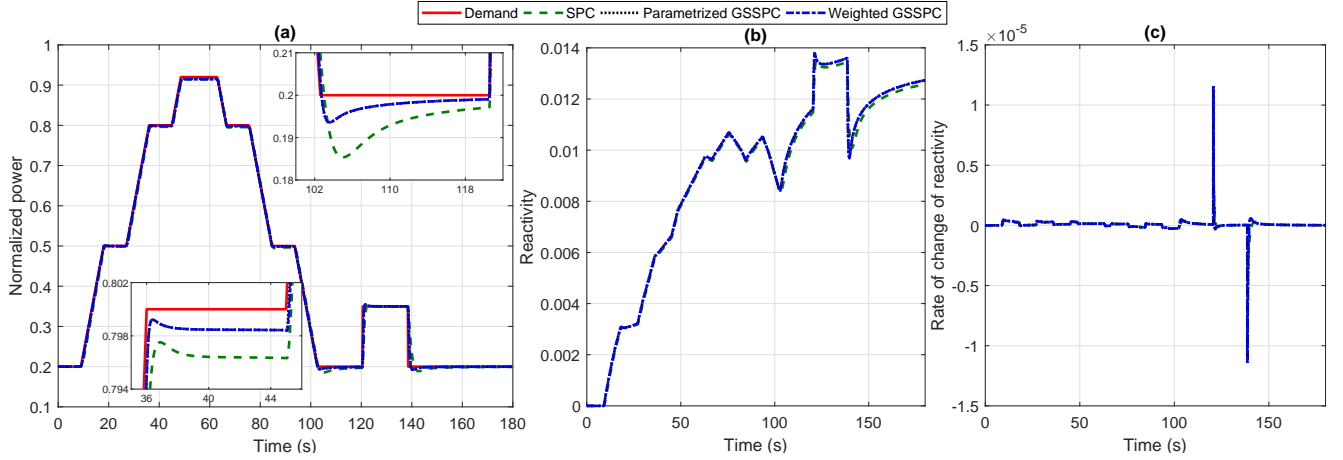 Demand SPC Parametrized GSSPC Weighted GSSPC
(a)
Normalized power
1
0.9
0.8
0.7
0.6
0.5
0.4
0.3
0.2
0.1
0 20 40 60 80 100 120 140 160 180
Time (s)
0.21
0.2
0.19
0.18
102 110 118
0.802
0.798
0.794
36 40 44
(b)
Reactivity
0.014
0.012
0.01
0.008
0.006
0.004
0.002
0
0 50 100 150
Time (s)
(c)
×10⁻⁵
Rate of change of reactivity
1.5
1
0.5
0
-0.5
-1
-1.5
0 50 100 150
Time (s)